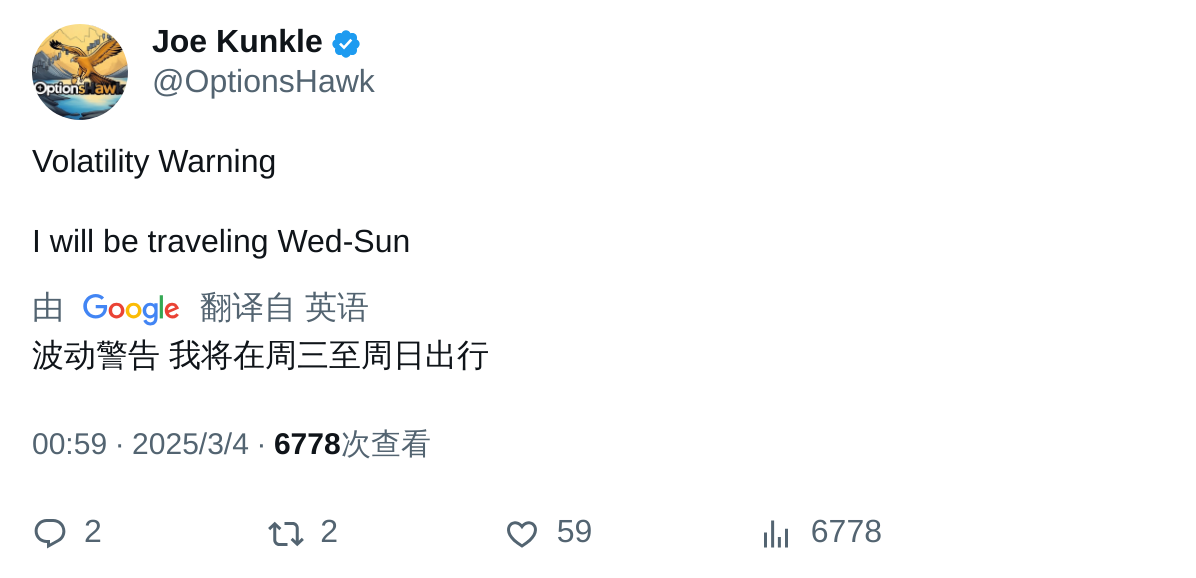 Joe Kunkle
@OptionsHawk
Volatility Warning
I will be traveling Wed-Sun
由 Google 翻译自 英语
波动警告 我将在周三至周日出行
00:59 · 2025/3/4 · 6778次查看
2 2 59 6778